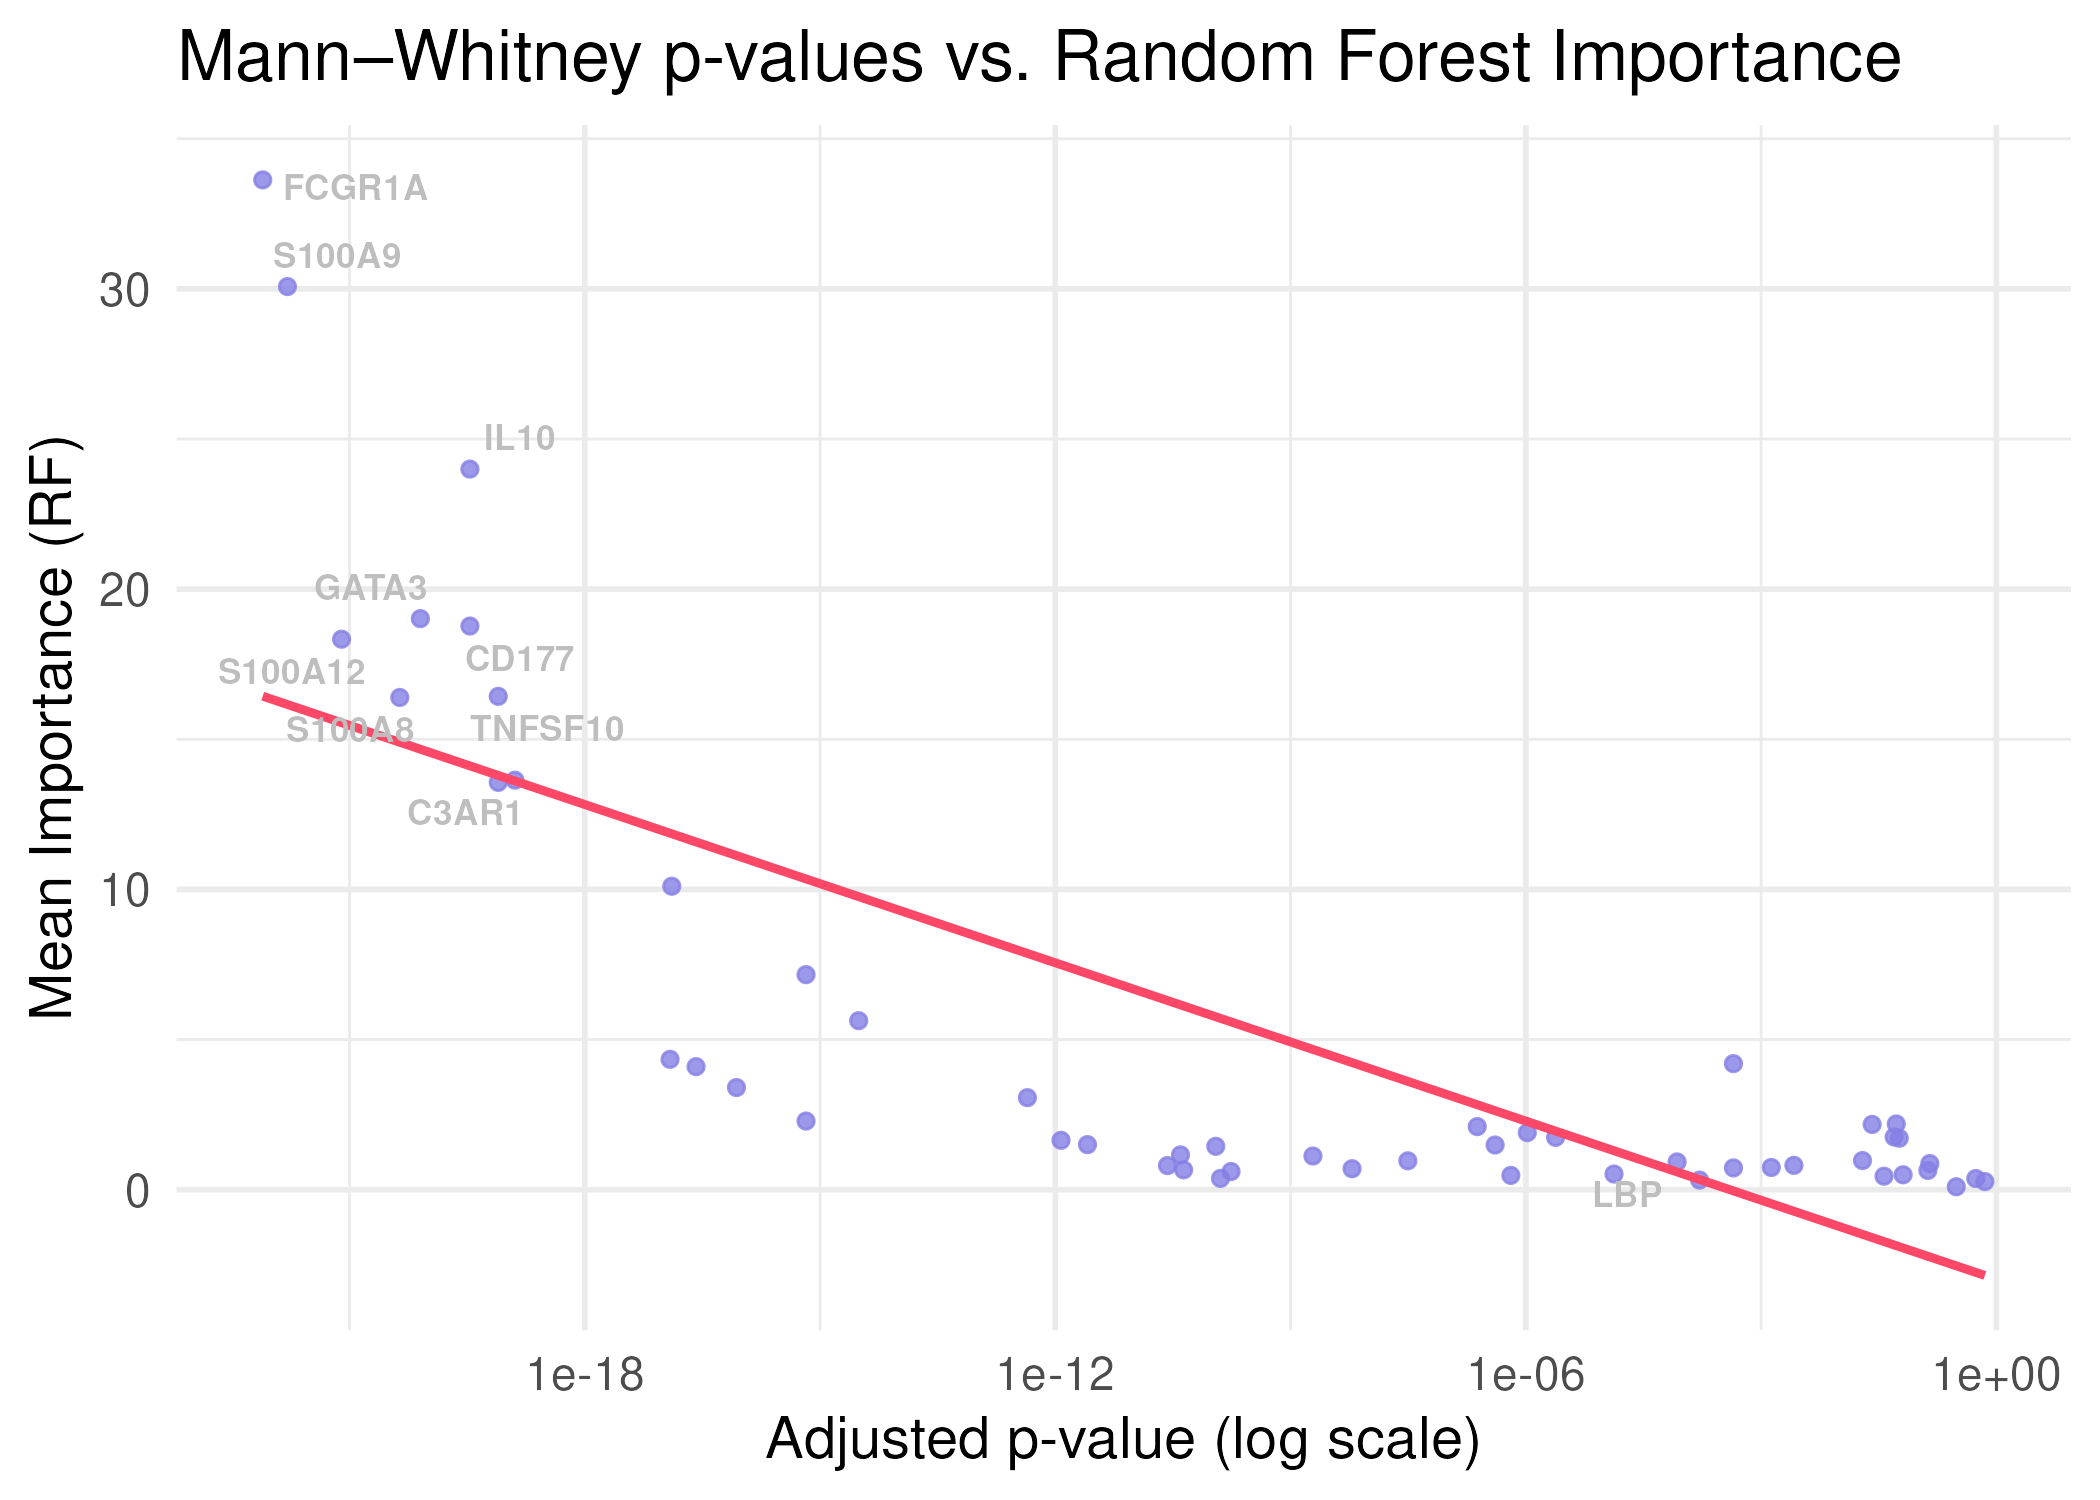 Mann–Whitney p-values vs. Random Forest Importance
Mean Importance (RF)
30
20
10
0
FCGR1A
S100A9
IL10
GATA3
CD177
S100A12
S100A8
TNFSF10
C3AR1
LBP
1e-18
1e-12
1e-06
1e+00
Adjusted p-value (log scale)